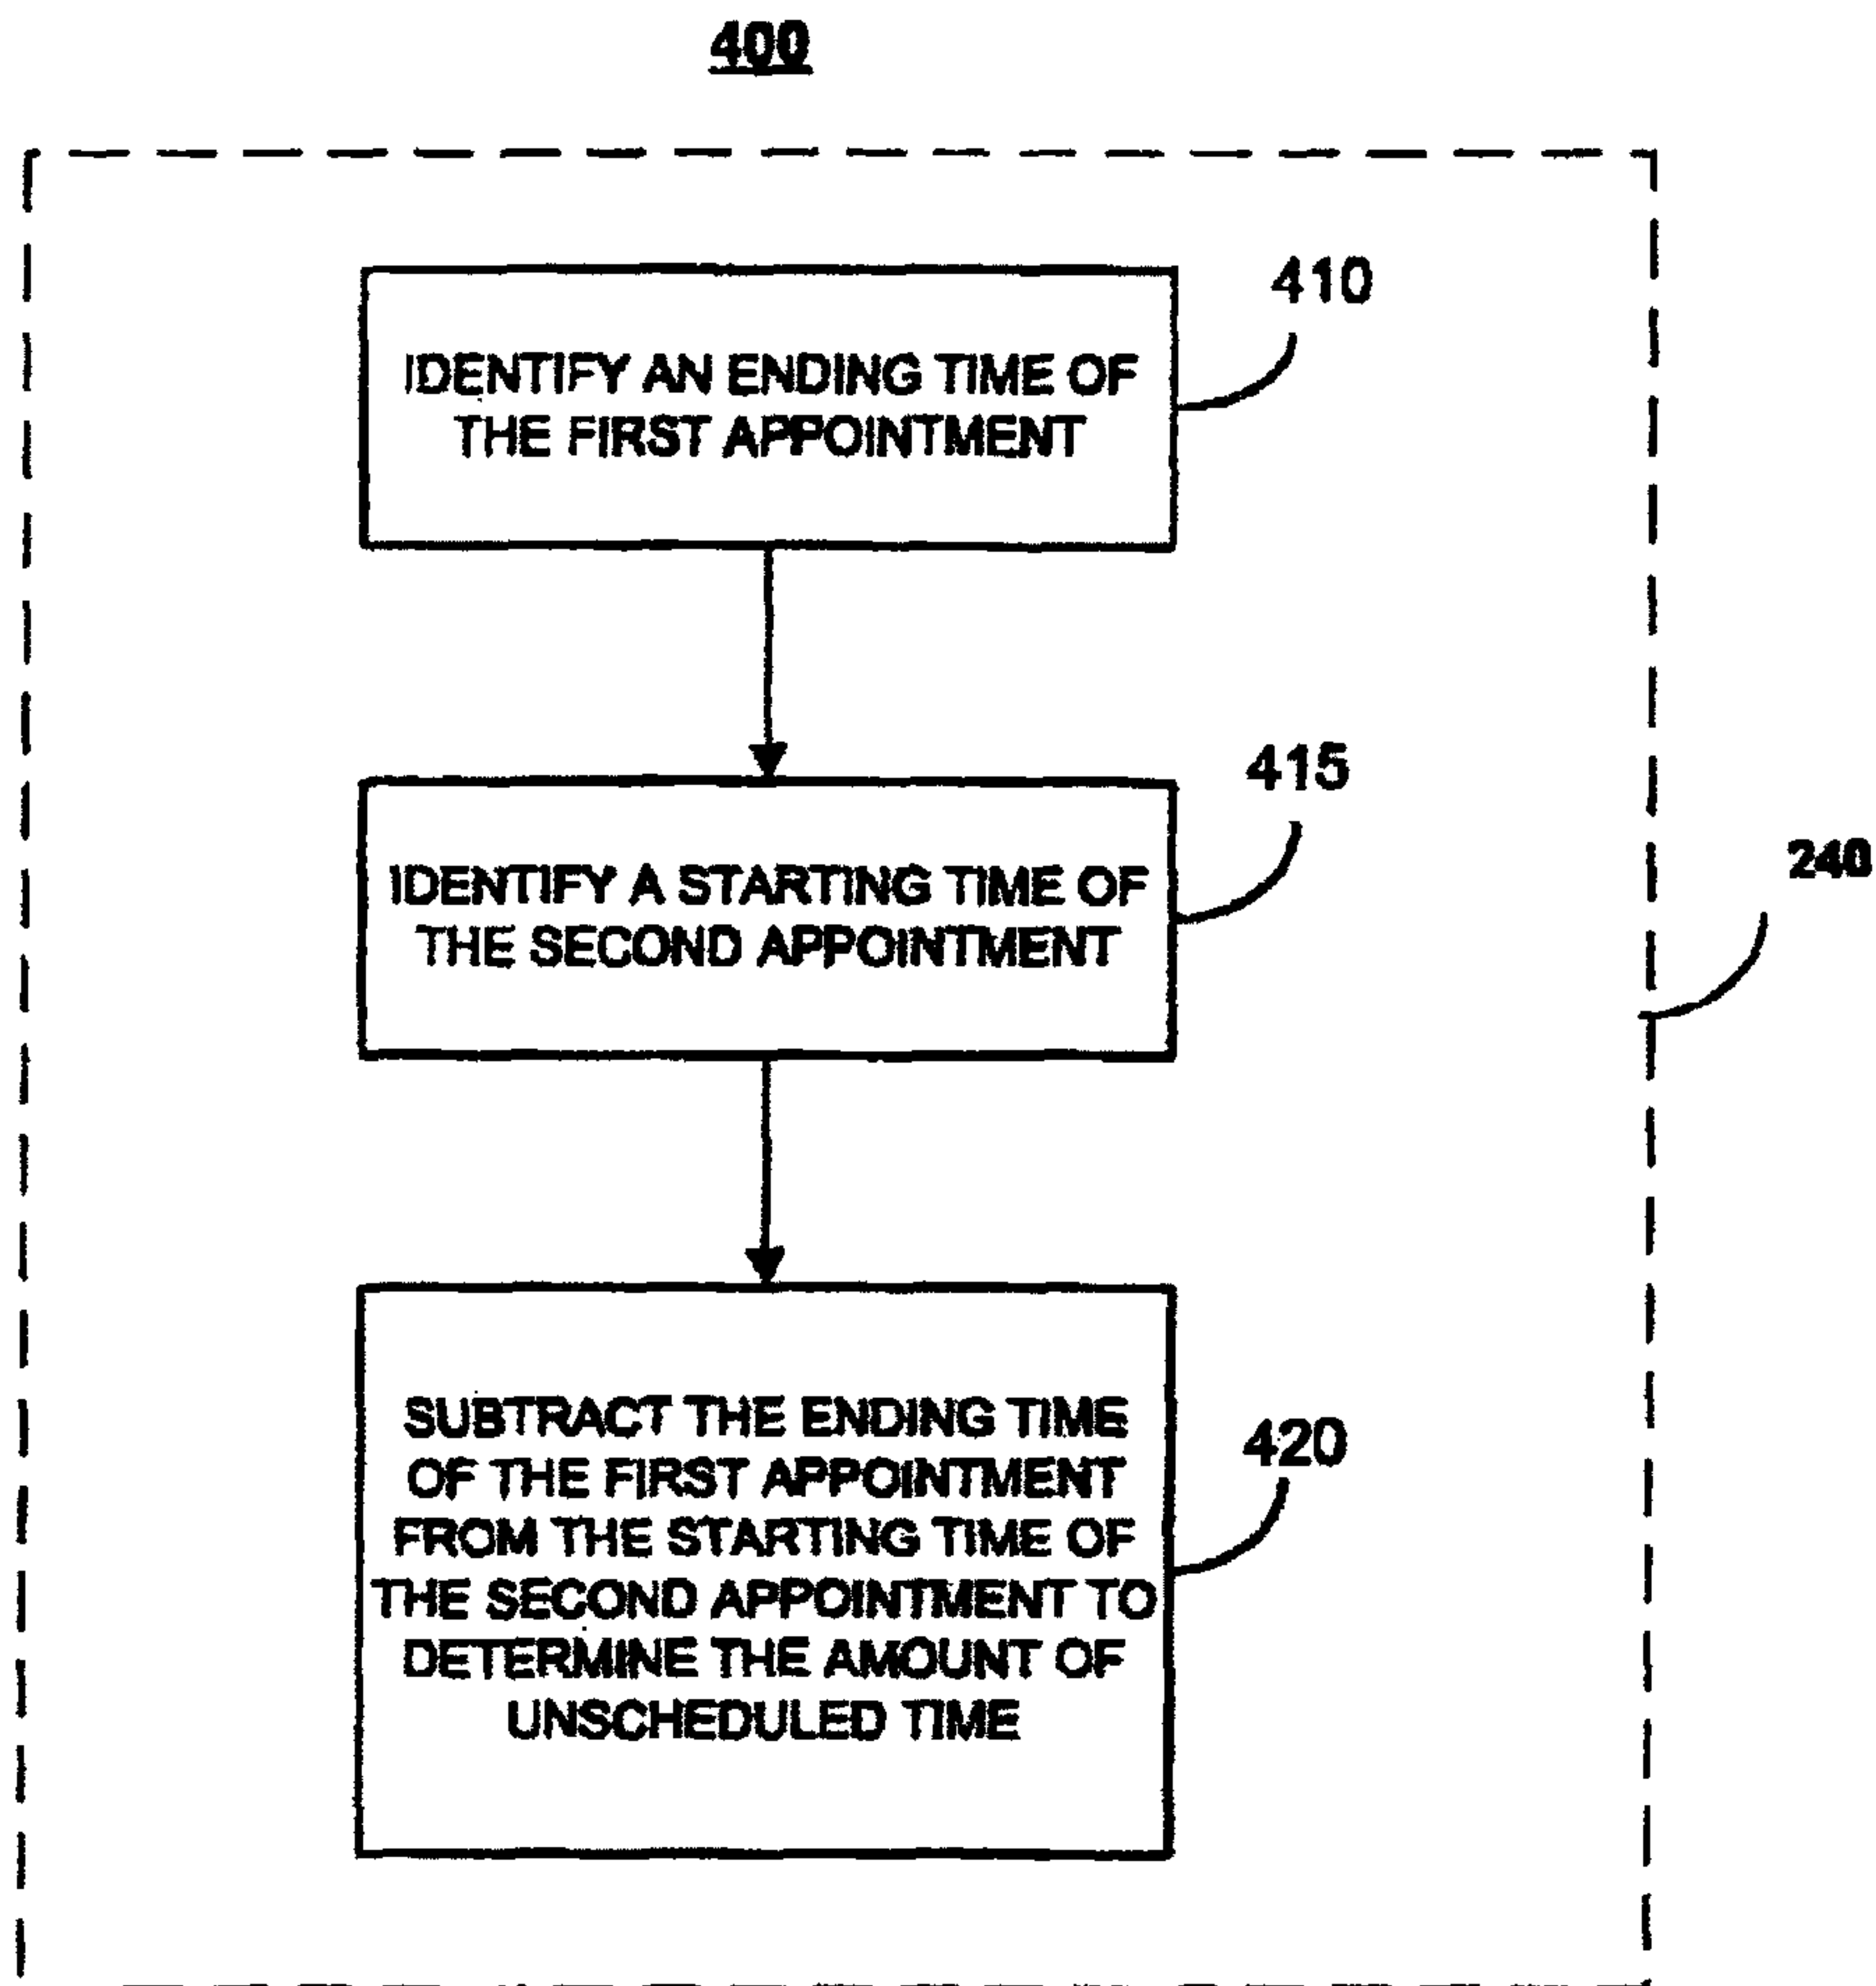 400
410
IDENTIFY AN ENDING TIME OF
THE FIRST APPOINTMENT
415
IDENTIFY A STARTING TIME OF
THE SECOND APPOINTMENT
240
420
SUBTRACT THE ENDING TIME
OF THE FIRST APPOINTMENT
FROM THE STARTING TIME OF
THE SECOND APPOINTMENT TO
DETERMINE THE AMOUNT OF
UNSCHEDULED TIME